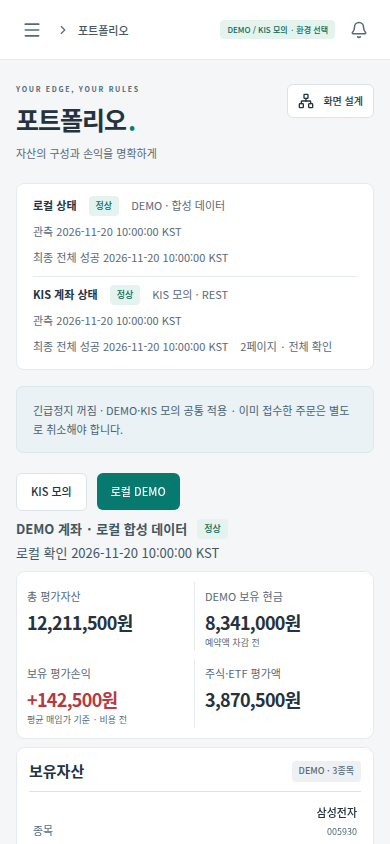 포트폴리오
DEMO / KIS 모의 · 환경 선택
YOUR EDGE, YOUR RULES
포트폴리오.
화면 설계
자산의 구성과 손익을 명확하게
로컬 상태 정상 DEMO · 합성 데이터
관측 2026-11-20 10:00:00 KST
최종 전체 성공 2026-11-20 10:00:00 KST
KIS 계좌 상태 정상 KIS 모의 · REST
관측 2026-11-20 10:00:00 KST
최종 전체 성공 2026-11-20 10:00:00 KST 2페이지 · 전체 확인
긴급정지 꺼짐 · DEMO·KIS 모의 공통 적용 · 이미 접수한 주문은 별도
로 취소해야 합니다.
KIS 모의 로컬 DEMO
DEMO 계좌 · 로컬 합성 데이터 정상
로컬 확인 2026-11-20 10:00:00 KST
총 평가자산
12,211,500원
DEMO 보유 현금
8,341,000원
예약액 차감 전
보유 평가손익
+142,500원
평균 매입가 기준 · 비용 전
주식·ETF 평가액
3,870,500원
보유자산 DEMO · 3종목
종목
삼성전자
005930